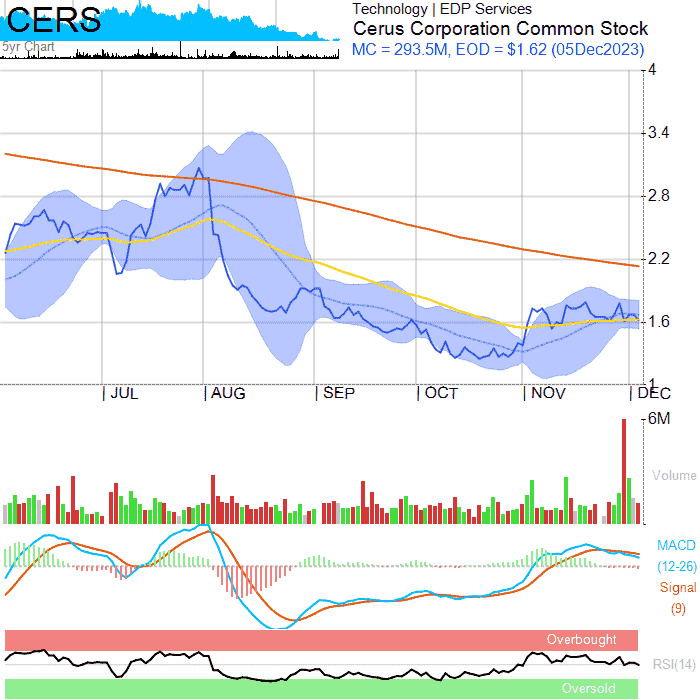 CERS
5yr Chart
Technology | EDP Services
Cerus Corporation Common Stock
MC = 293.5M, EOD = $1.62 (05Dec2023)
4
3.4
2.8
2.2
1.6
1
| JUL | AUG | SEP | OCT | NOV | DEC
6M
Volume
MACD
(12-26)
Signal
(9)
Overbought
RSI(14)
Oversold